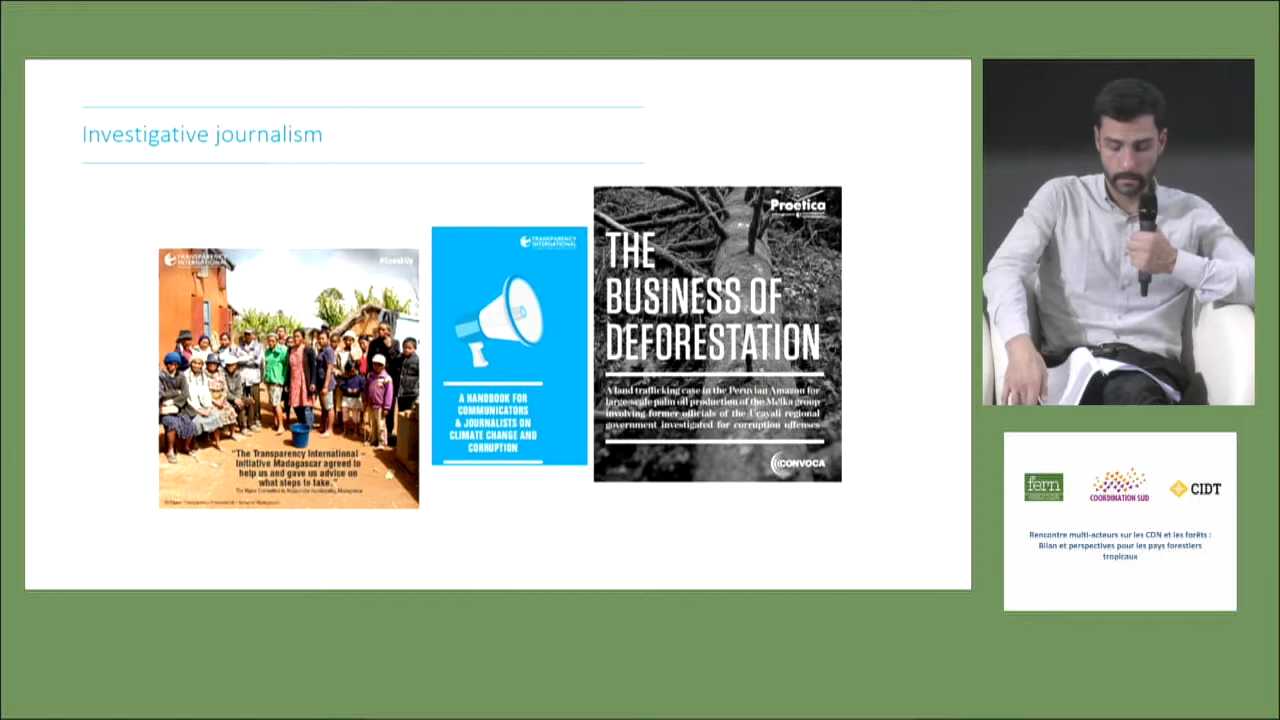 Investigative journalism
TRANSPARENCY
INTERNATIONAL
"The Transparency International –
Initiative Madagascar agreed to
help us and gave us advice on
what steps to take."
TRANSPARENCY
INTERNATIONAL
A HANDBOOK FOR
COMMUNICATORS
& JOURNALISTS ON
CLIMATE CHANGE AND
CORRUPTION
Proetica
THE
BUSINESS OF
DEFORESTATION
A land trafficking case in the Peruvian Amazon for
large-scale palm oil production of the Melka group
involving former officials of the Ucayali regional
government investigated for corruption offenses
CONVOCA
fern
COORDINATION SUD
CIDT
Rencontre multi-acteurs sur les CDN et les forêts :
Bilan et perspectives pour les pays forestiers
tropicaux